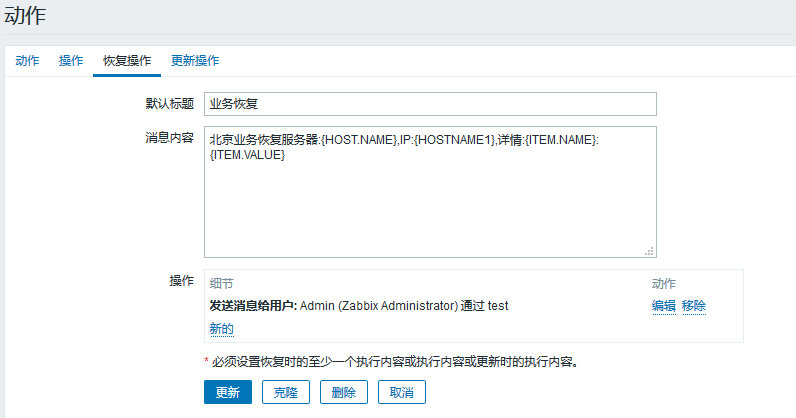 动作
动作 操作 恢复操作 更新操作
默认标题 业务恢复
消息内容 北京业务恢复服务器:{HOST.NAME},IP:{HOSTNAME1},详情:{ITEM.NAME}:
{ITEM.VALUE}
操作 细节 动作
发送消息给用户: Admin (Zabbix Administrator) 通过 test 编辑 移除
新的
* 必须设置恢复时的至少一个执行内容或执行内容或更新时的执行内容。
更新 克隆 删除 取消